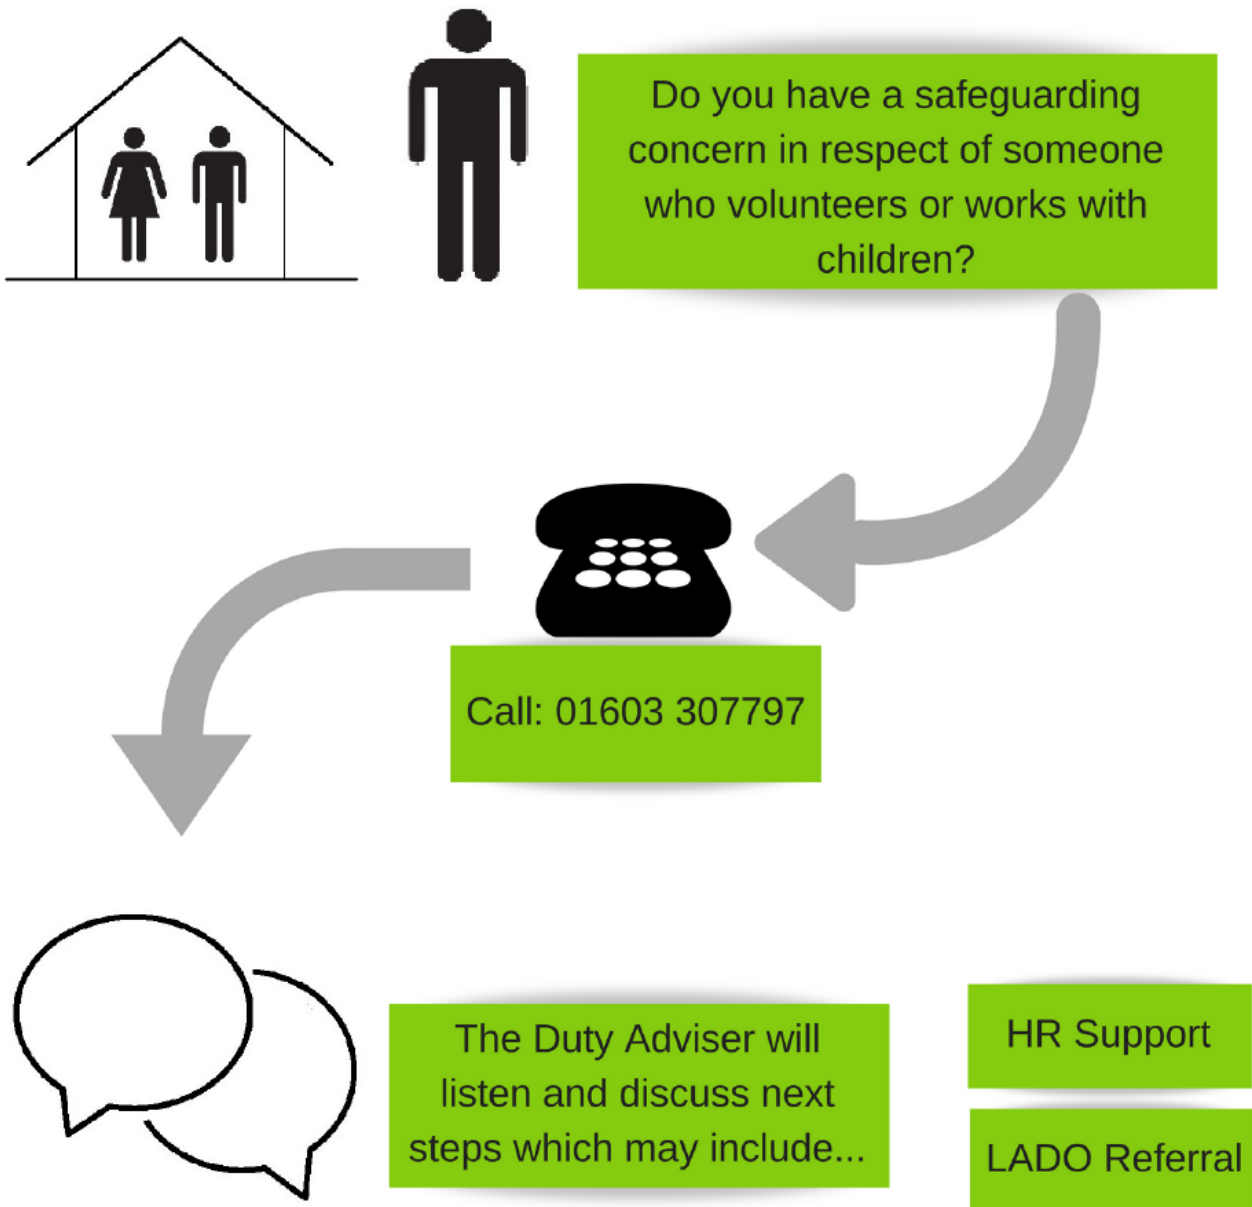 Do you have a safeguarding
concern in respect of someone
who volunteers or works with
children?
Call: 01603 307797
The Duty Adviser will
listen and discuss next
steps which may include...
HR Support
LADO Referral